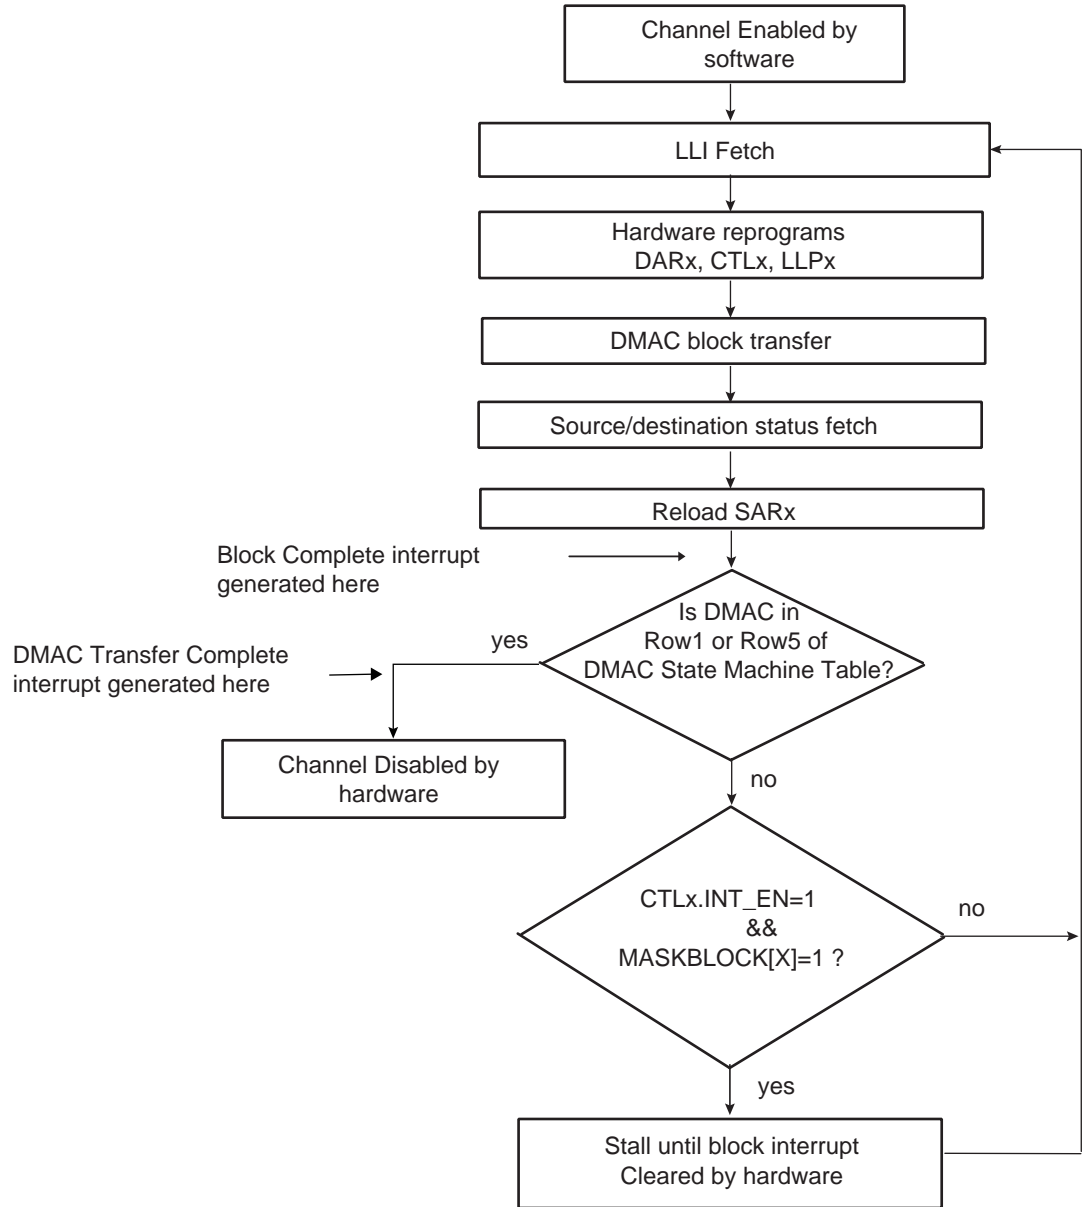 Channel Enabled by
software
LLI Fetch
Hardware reprograms
DARx, CTLx, LLPx
DMAC block transfer
Source/destination status fetch
Reload SARx
Block Complete interrupt
generated here
Is DMAC in
Row1 or Row5 of
DMAC State Machine Table?
yes
DMAC Transfer Complete
interrupt generated here
Channel Disabled by
hardware
no
CTLx.INT_EN=1
&&
MASKBLOCK[X]=1 ?
no
yes
Stall until block interrupt
Cleared by hardware